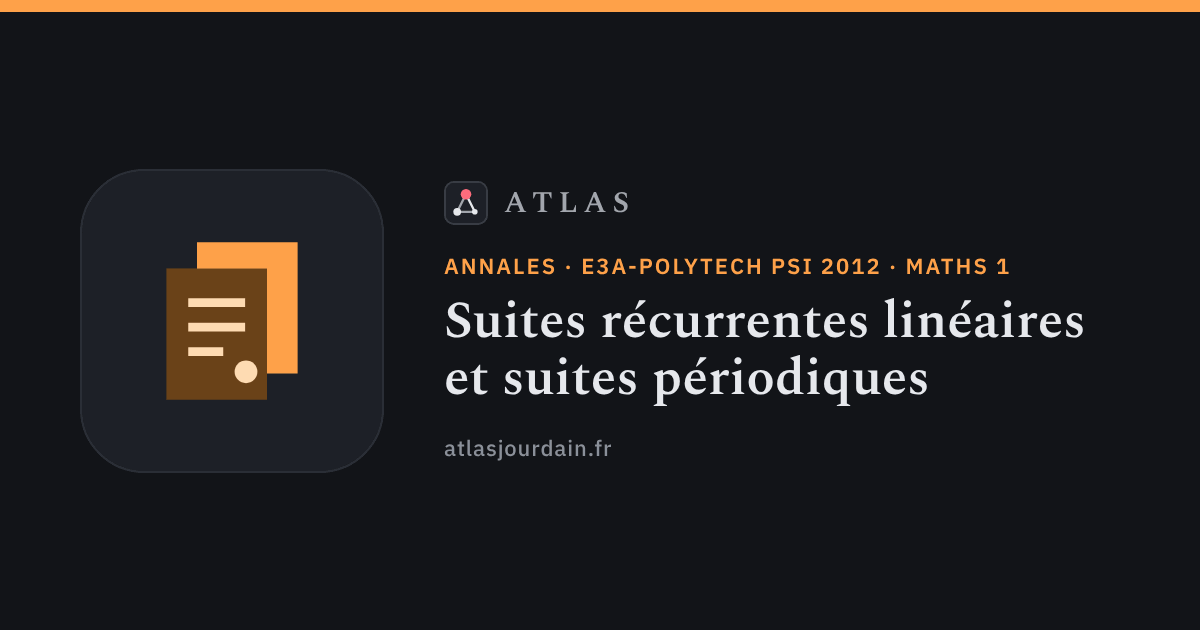 ATLAS
ANNALES · E3A-POLYTECH PSI 2012 · MATHS 1
Suites récurrentes linéaires
et suites périodiques
atlasjourdain.fr